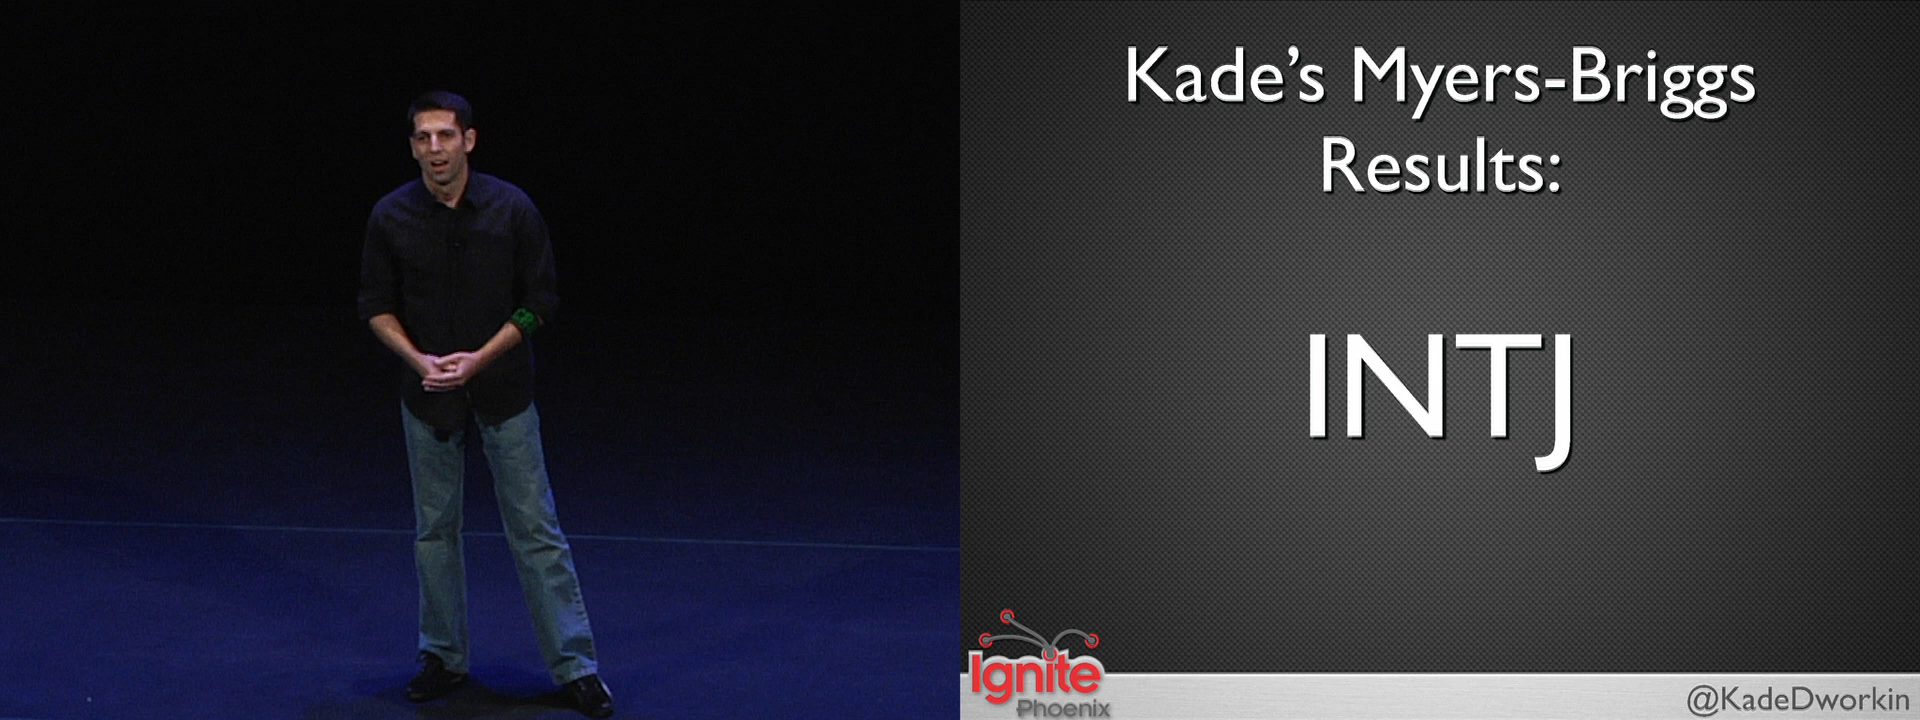 Kade’s Myers-Briggs
Results:
INTJ
Ignite
Phoenix
@KadeDworkin